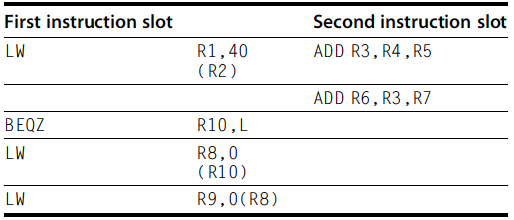 First instruction slot Second instruction slot
LW R1,40 ADD R3,R4,R5
(R2)
ADD R6,R3,R7
BEQZ R10,L
LW R8,0
(R10)
LW R9,0(R8)